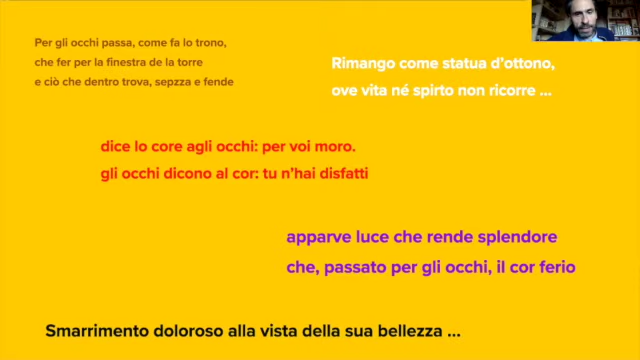 Per gli occhi passa, come fa lo trono,
che fer per la finestra de la torre
e ciò che dentro trova, sepzza e fende
Rimango come statua d'ottono,
ove vita né spirto non ricorre ...
dice lo core agli occhi: per voi moro.
gli occhi dicono al cor: tu n'hai disfatti
apparve luce che rende splendore
che, passato per gli occhi, il cor ferio
Smarrimento doloroso alla vista della sua bellezza ...